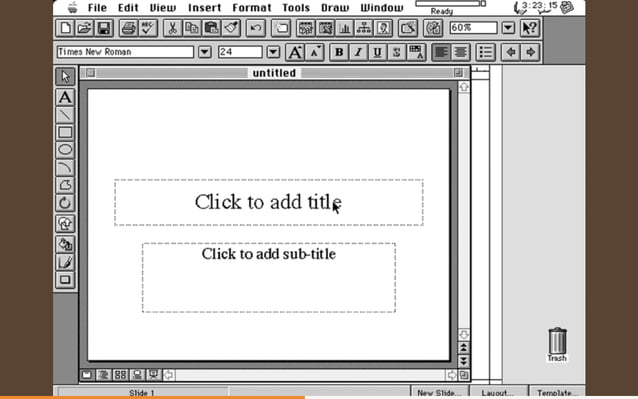 File Edit View Insert Format Tools Draw Window
Ready
3:23:15
60%
Times New Roman 24
B I U S
untitled
Click to add title
Click to add sub-title
Trash
Slide 1 New Slide... Layout... Template...